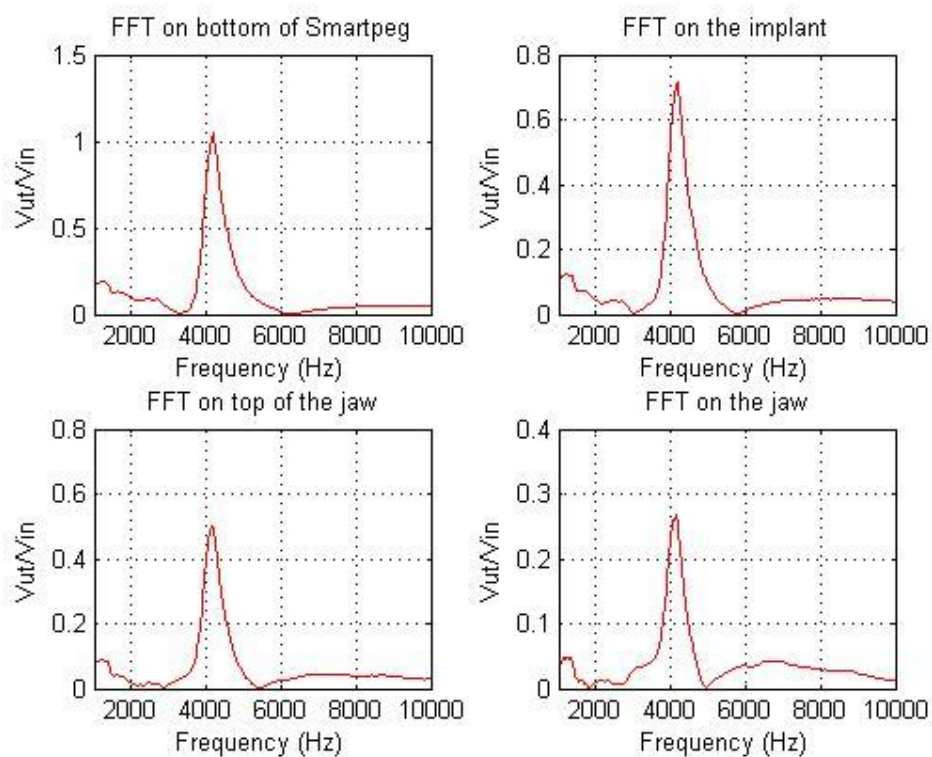 FFT on bottom of Smartpeg
1.5
1
0.5
0
Vut/Vin
2000 4000 6000 8000 10000
Frequency (Hz)
FFT on the implant
0.8
0.6
0.4
0.2
0
Vut/Vin
2000 4000 6000 8000 10000
Frequency (Hz)
FFT on top of the jaw
0.8
0.6
0.4
0.2
0
Vut/Vin
2000 4000 6000 8000 10000
Frequency (Hz)
FFT on the jaw
0.4
0.3
0.2
0.1
0
Vut/Vin
2000 4000 6000 8000 10000
Frequency (Hz)